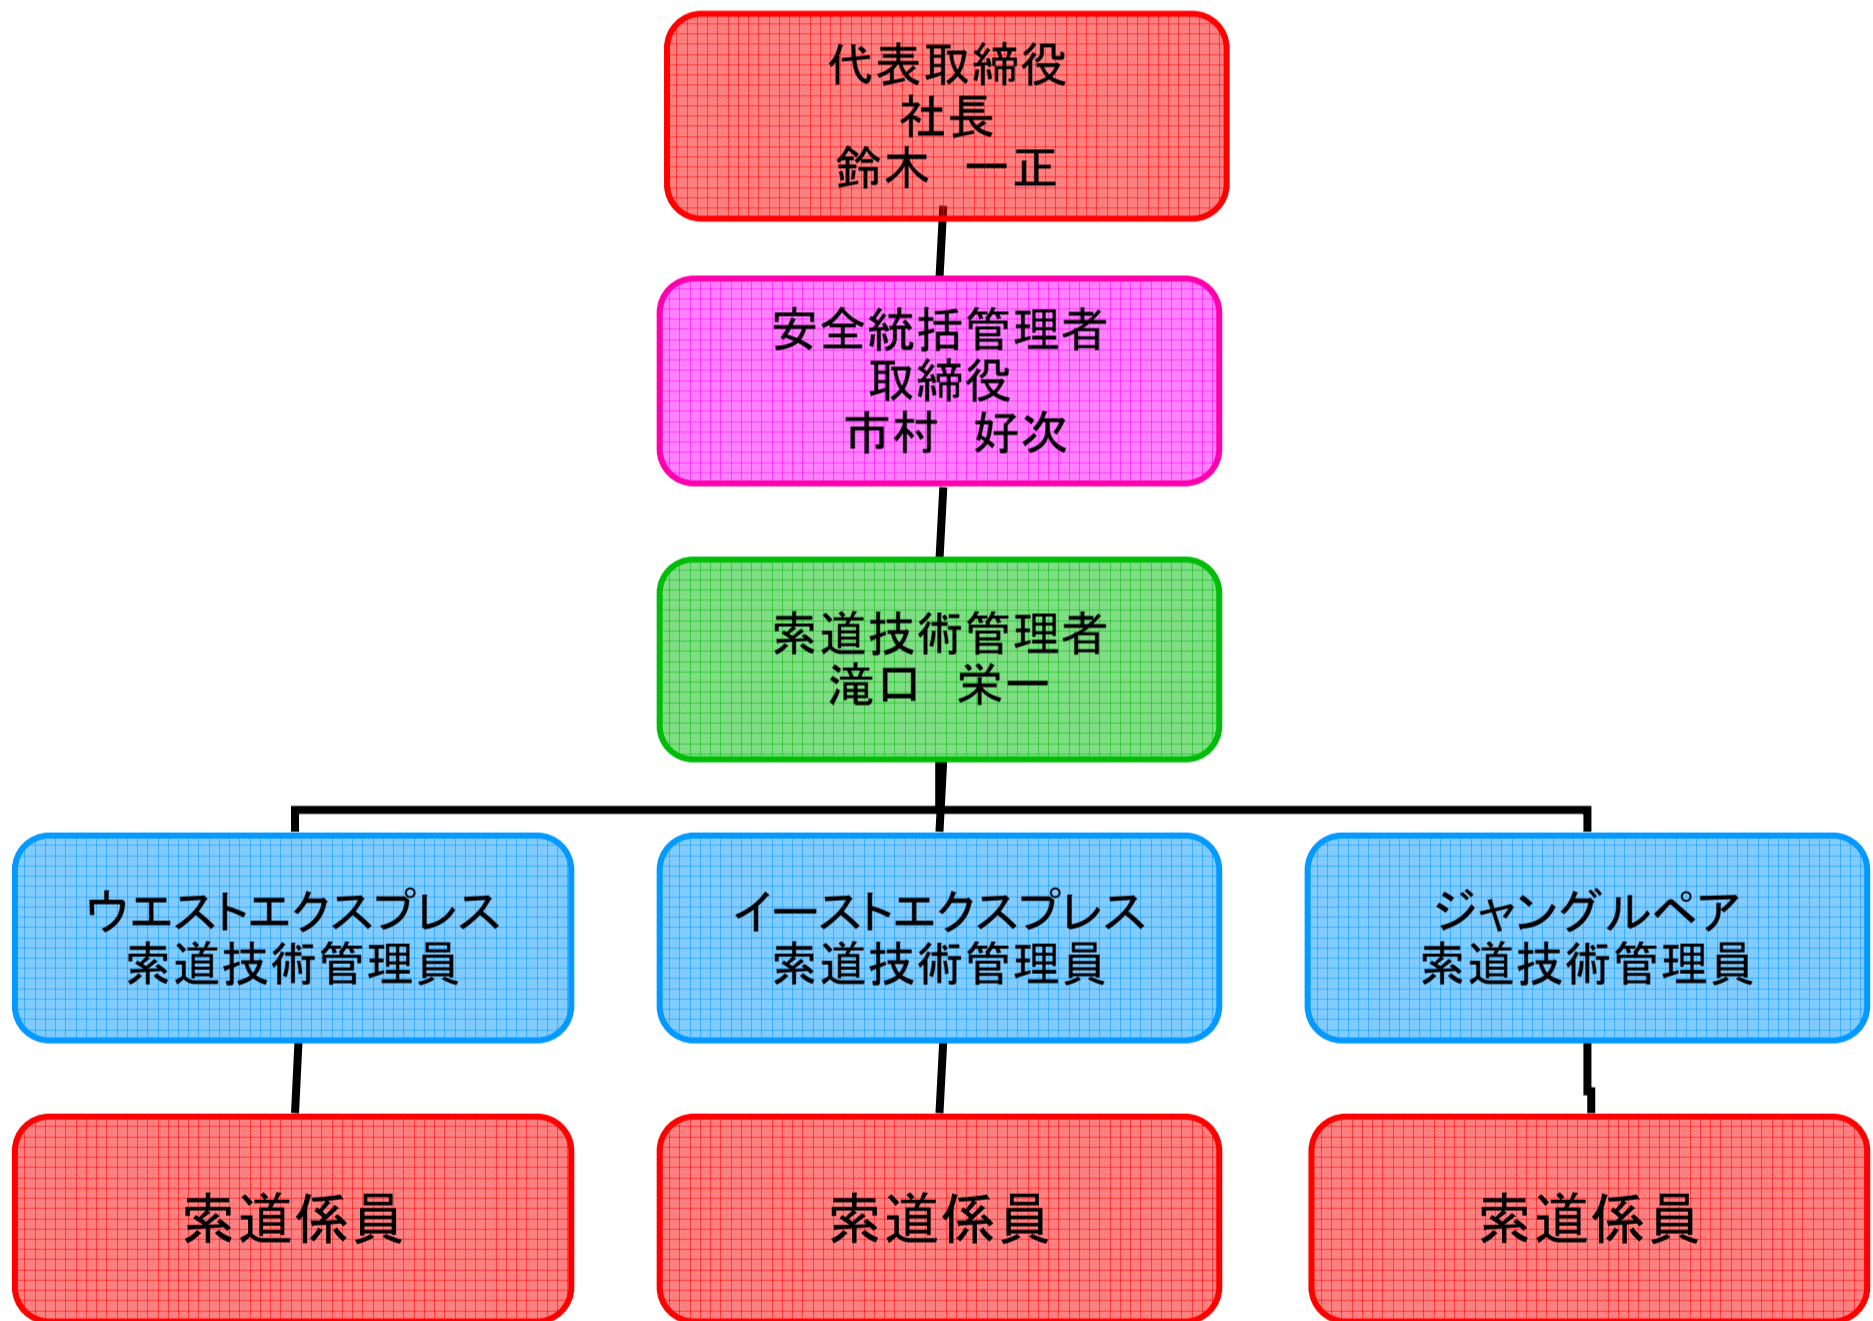 代表取締役
社長
鈴木　一正
安全統括管理者
取締役
市村　好次
索道技術管理者
滝口　栄一
ウエストエクスプレス
索道技術管理員
イーストエクスプレス
索道技術管理員
ジャングルペア
索道技術管理員
索道係員
索道係員
索道係員